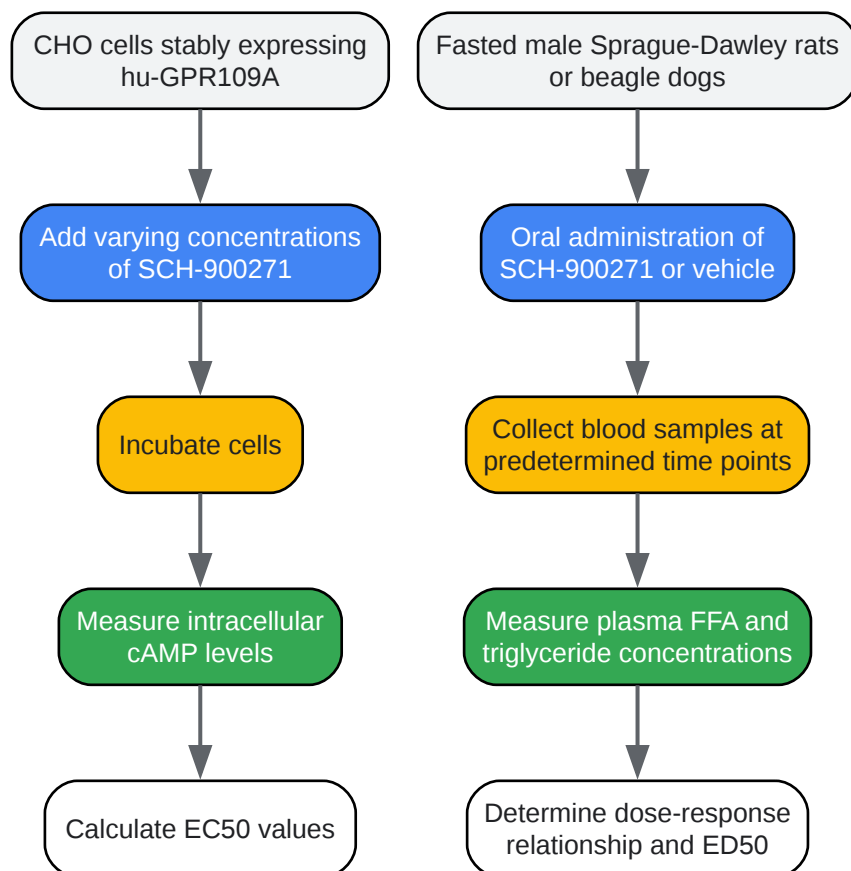 CHO cells stably expressing
hu-GPR109A
Add varying concentrations
of SCH-900271
Incubate cells
Measure intracellular
cAMP levels
Calculate EC50 values
Fasted male Sprague-Dawley rats
or beagle dogs
Oral administration of
SCH-900271 or vehicle
Collect blood samples at
predetermined time points
Measure plasma FFA and
triglyceride concentrations
Determine dose-response
relationship and ED50